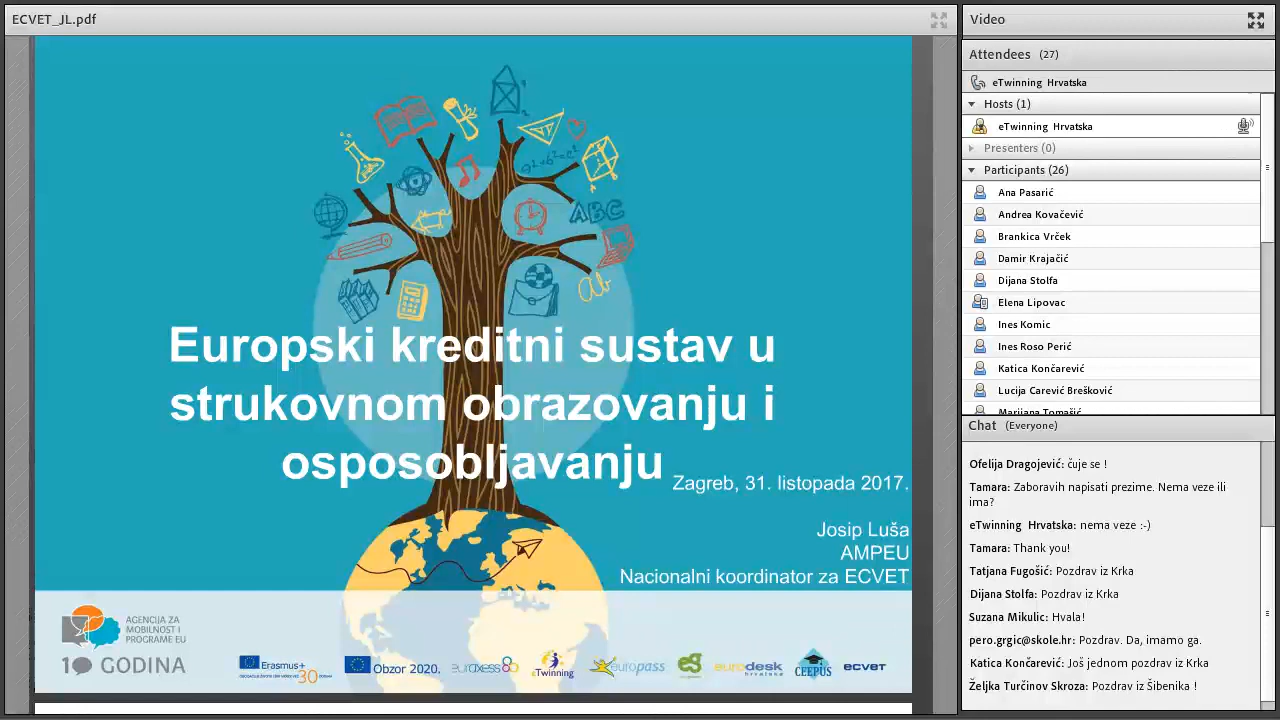 ECVET_JL.pdf
ABC
ab
Europski kreditni sustav u
strukovnom obrazovanju i
osposobljavanju
Zagreb, 31. listopada 2017.
Josip Luša
AMPEU
Nacionalni koordinator za ECVET
AGENCIJA ZA
MOBILNOST I
PROGRAME EU
10 GODINA
Erasmus+
30
Obzor 2020.
euraxess
eTwinning
europass
eurodesk
hrvatska
CEEPUS
ecvet
Video
Attendees (27)
eTwinning Hrvatska
Hosts (1)
eTwinning Hrvatska
Presenters (0)
Participants (26)
Ana Pasarić
Andrea Kovačević
Brankica Vrček
Damir Krajačić
Dijana Stolfa
Elena Lipovac
Ines Komic
Ines Roso Perić
Katica Končarević
Lucija Carević Brešković
Marijana Tomašić
Chat (Everyone)
Ofelija Dragojević: čuje se !
Tamara: Zaboravih napisati prezime. Nema veze ili
ima?
eTwinning Hrvatska: nema veze :-)
Tamara: Thank you!
Tatjana Fugošić: Pozdrav iz Krka
Dijana Stolfa: Pozdrav iz Krka
Suzana Mikulic: Hvala!
pero.grgic@skole.hr: Pozdrav. Da, imamo ga.
Katica Končarević: Još jednom pozdrav iz Krka
Željka Turčinov Skroza: Pozdrav iz Šibenika !